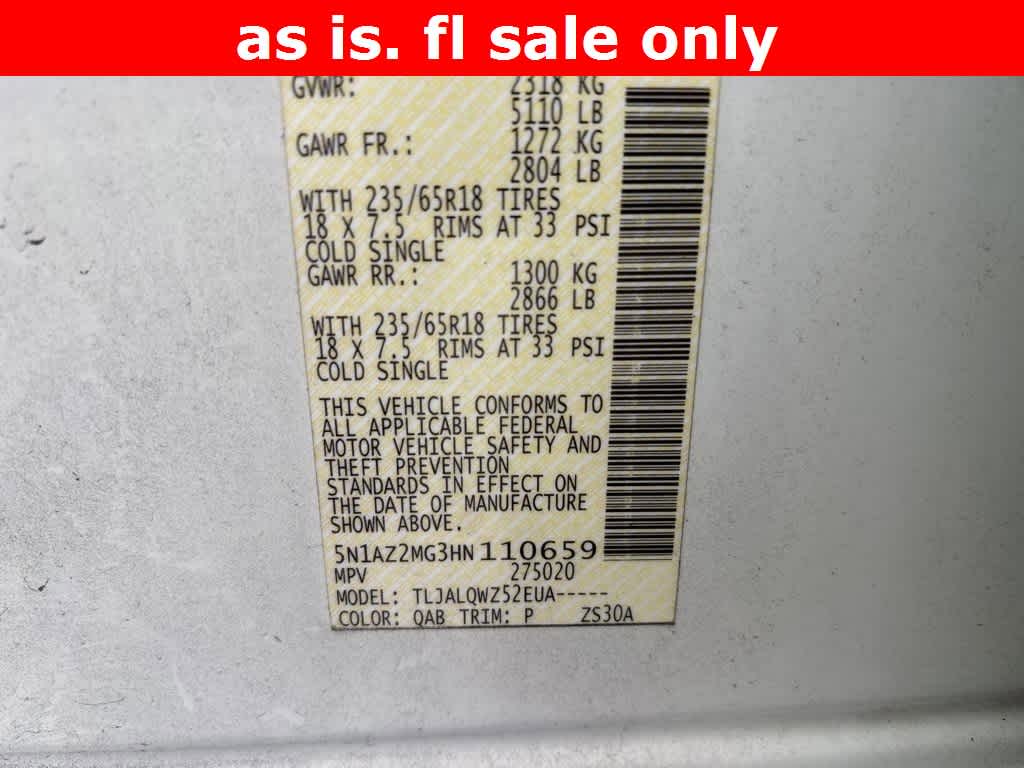 as is. fl sale only
GVWR: 2318 KG
5110 LB
GAWR FR.: 1272 KG
2804 LB
WITH 235/65R18 TIRES
18 X 7.5 RIMS AT 33 PSI
COLD SINGLE
GAWR RR.: 1300 KG
2866 LB
WITH 235/65R18 TIRES
18 X 7.5 RIMS AT 33 PSI
COLD SINGLE
THIS VEHICLE CONFORMS TO
ALL APPLICABLE FEDERAL
MOTOR VEHICLE SAFETY AND
THEFT PREVENTION
STANDARDS IN EFFECT ON
THE DATE OF MANUFACTURE
SHOWN ABOVE.
5N1AZ2MG3HN110659
MPV 275020
MODEL: TLJALQWZ52EUA-----
COLOR: QAB TRIM: P ZS30A